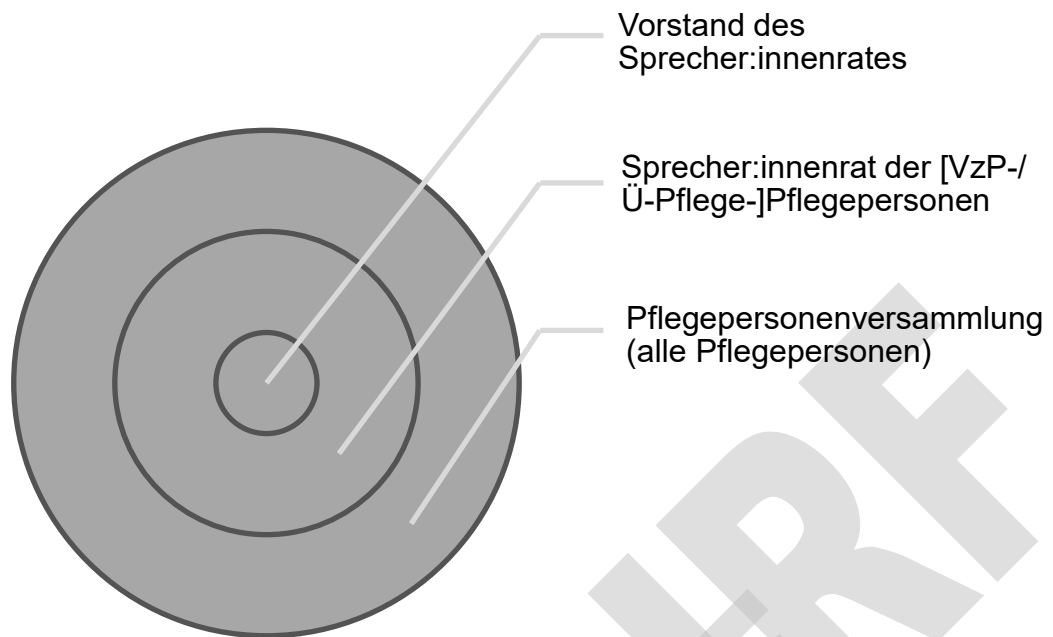 Vorstand des
Sprecher:innenrates
Sprecher:innenrat der [VzP-/
Ü-Pflege-]Pflegepersonen
Pflegepersonenversammlung
(alle Pflegepersonen)